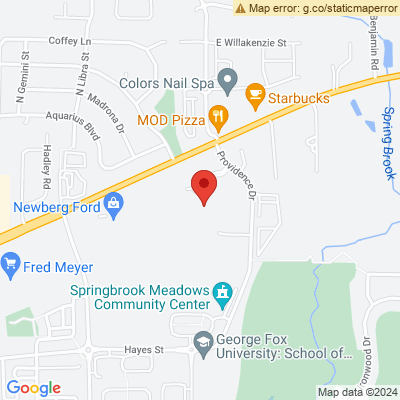 Map error: g.co/staticmaperror
Coffey Ln
E Willakenzie St
Benjamin Rd
N Gemini St
N Libra St
Colors Nail Spa
Starbucks
Madrona Dr
MOD Pizza
Aquarius Blvd
Spring Brook
Hadley Rd
Providence Dr
Newberg Ford
Fred Meyer
Springbrook Meadows
Community Center
George Fox
University: School of...
Hayes St
Ironwood Dr
Google
Map data ©2024